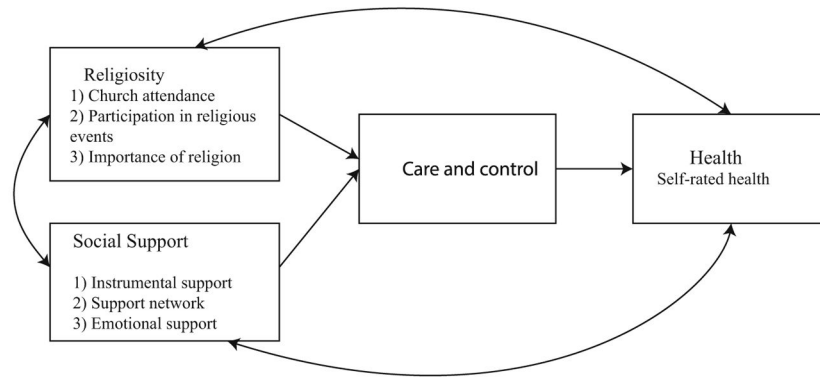 Religiosity
1) Church attendance
2) Participation in religious
events
3) Importance of religion
Care and control
Health
Self-rated health
Social Support
1) Instrumental support
2) Support network
3) Emotional support